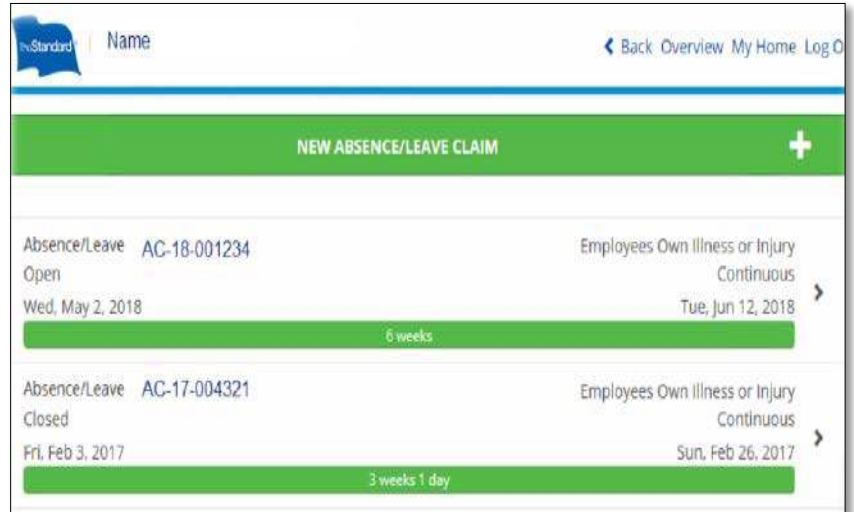 TheStandard Name
Back Overview My Home Log O
NEW ABSENCE/LEAVE CLAIM +
Absence/Leave AC-18-001234 Employees Own Illness or Injury
Open Continuous
Wed, May 2, 2018 Tue, Jun 12, 2018
6 weeks
Absence/Leave AC-17-004321 Employees Own Illness or Injury
Closed Continuous
Fri, Feb 3, 2017 Sun, Feb 26, 2017
3 weeks 1 day